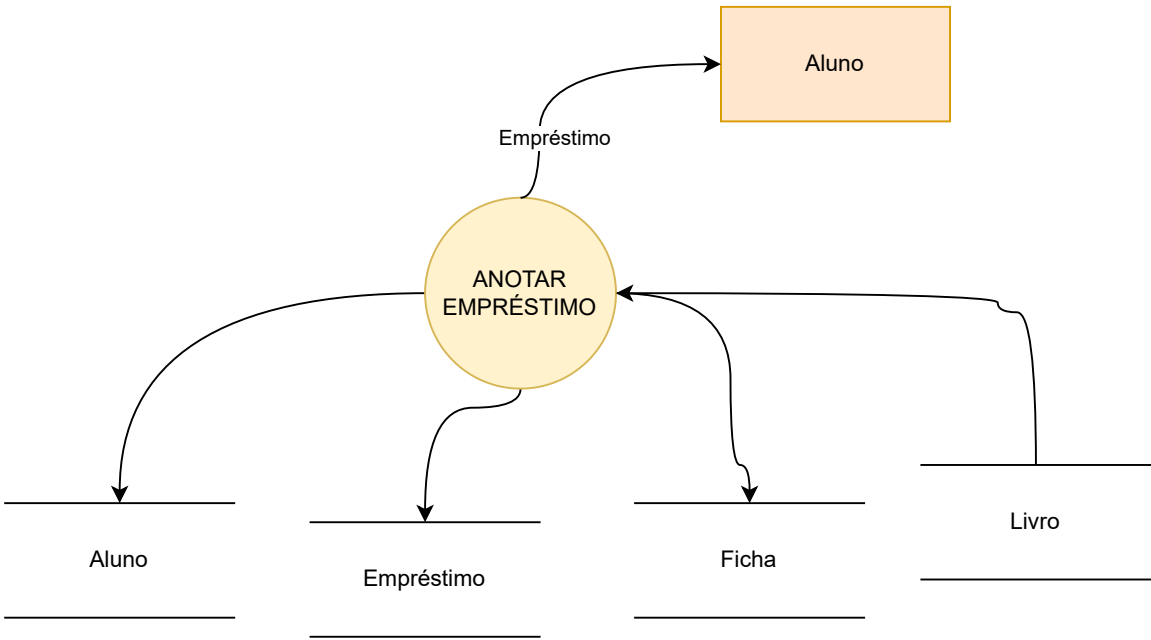 Aluno
Empréstimo
ANOTAR
EMPRÉSTIMO
Aluno
Empréstimo
Ficha
Livro